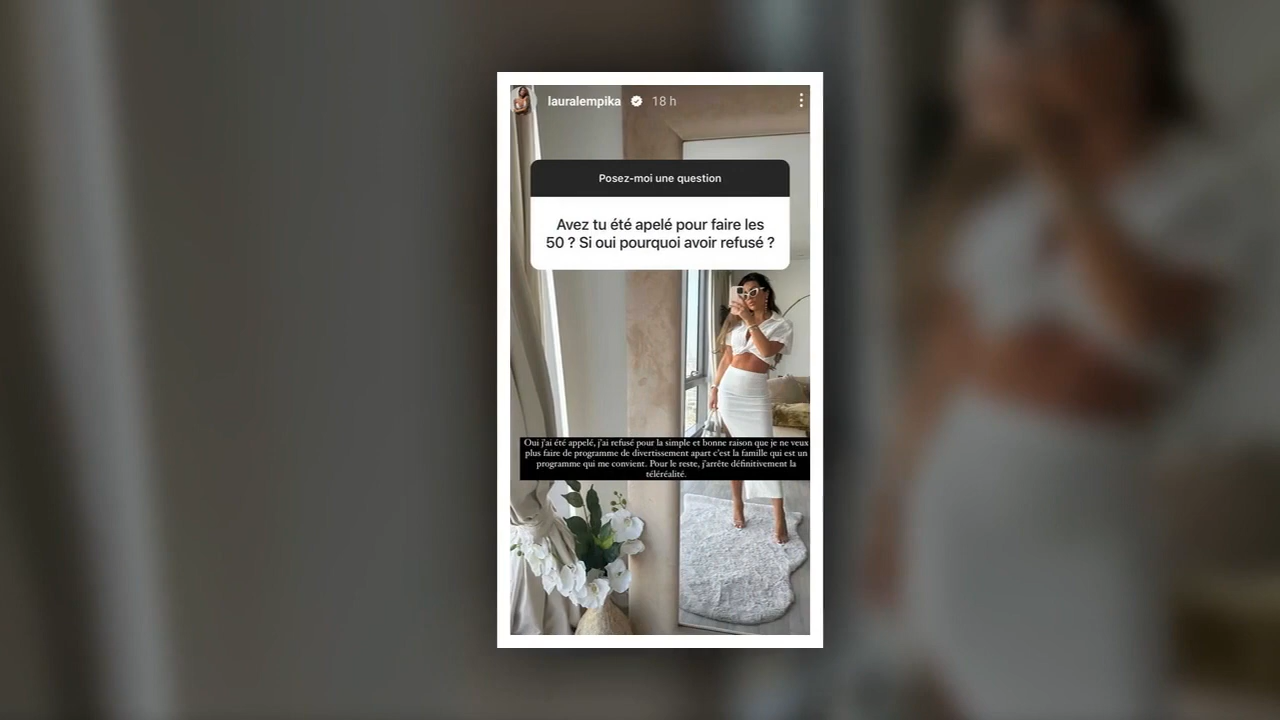 lauralempika 18 h
Posez-moi une question
Avez tu été apelé pour faire les
50 ? Si oui pourquoi avoir refusé ?
Oui j'ai été appelé, j'ai refusé pour la simple et bonne raison que je ne veux
plus faire de programme de divertissement apart c'est la famille qui est un
programme qui me convient. Pour le reste, j'arrête définitivement la
téléréalité.